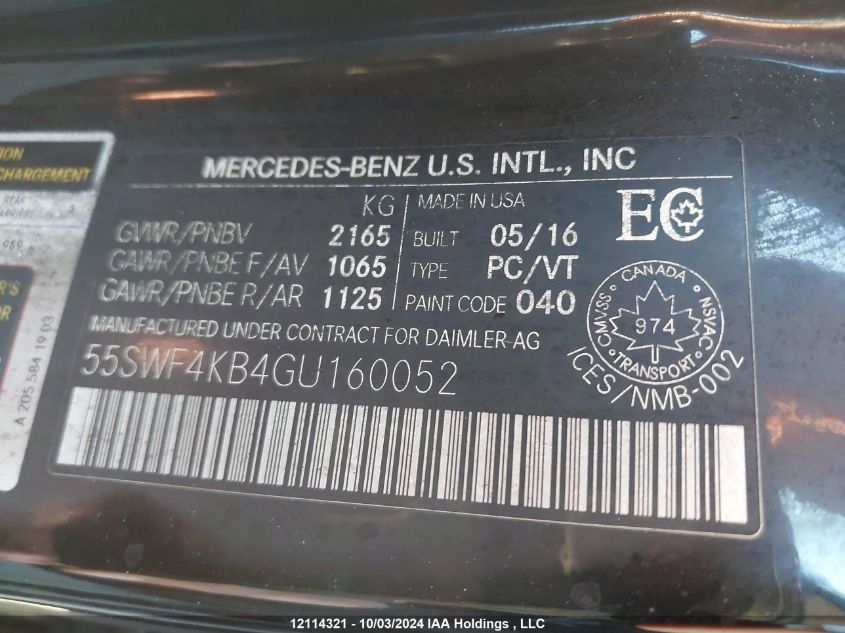 MERCEDES-BENZ U.S. INTL., INC
KG
GVWR/PNBV 2165
GAWR/PNBE F/AV 1065
GAWR/PNBE R/AR 1125
MADE IN USA
BUILT 05/16
TYPE PC/VT
PAINT CODE 040
EC
CANADA
CMVSS 974 NSVAC
TRANSPORT
ICES/NMB-002
MANUFACTURED UNDER CONTRACT FOR DAIMLER AG
55SWF4KB4GU160052
CHARGEMENT
REAR
A 205 584 19 03
12114321 - 10/03/2024 IAA Holdings , LLC